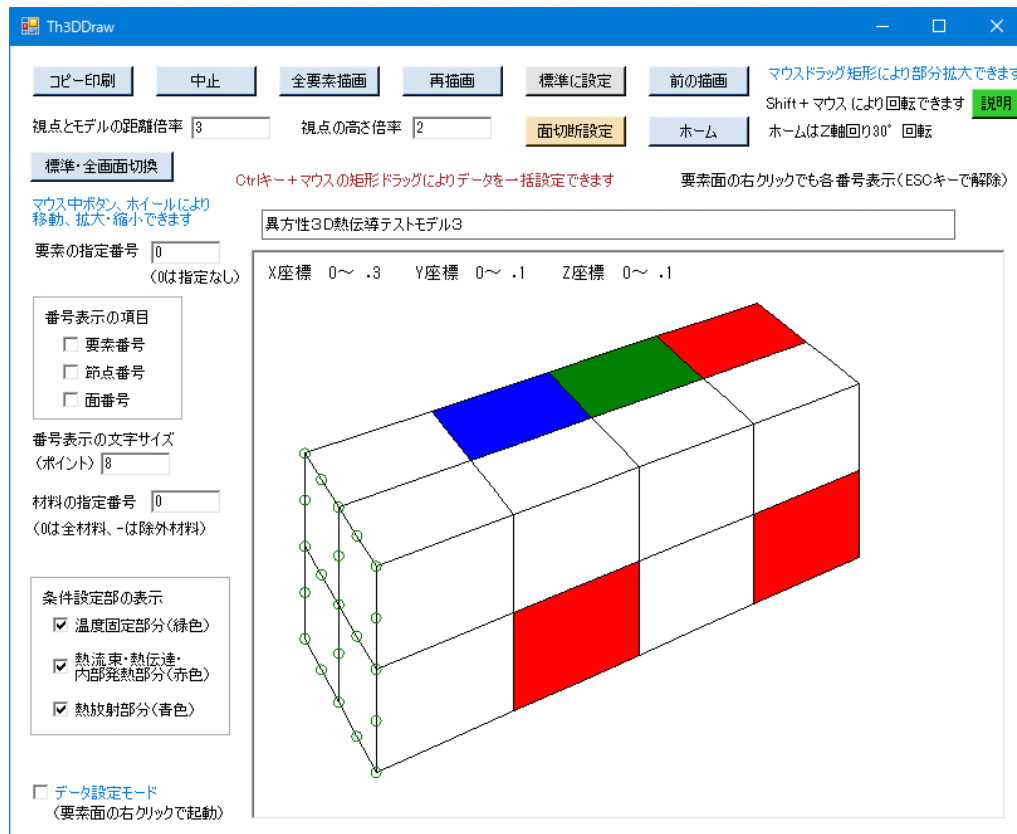 Th3DDraw
コピー印刷
中止
全要素描画
再描画
標準に設定
前の描画
マウスドラッグ矩形により部分拡大できます
Shift+マウスにより回転できます
説明
視点とモデルの距離倍率 3
視点の高さ倍率 2
面切断設定
ホーム
ホームはZ軸回り30°回転
標準・全画面切換
Ctrlキー+マウスの矩形ドラッグによりデータを一括設定できます
要素面の右クリックでも各番号表示(ESCキーで解除)
マウス中ボタン、ホイールにより
移動、拡大・縮小できます
異方性3D熱伝導テストモデル3
要素の指定番号 0
(0は指定なし)
X座標 0～ .3 Y座標 0～ .1 Z座標 0～ .1
番号表示の項目
要素番号
節点番号
面番号
番号表示の文字サイズ
(ポイント) 8
材料の指定番号 0
(0は全材料、-は除外材料)
条件設定部の表示
温度固定部分(緑色)
熱流束・熱伝達・
内部発熱部分(赤色)
熱放射部分(青色)
データ設定モード
(要素面の右クリックで起動)